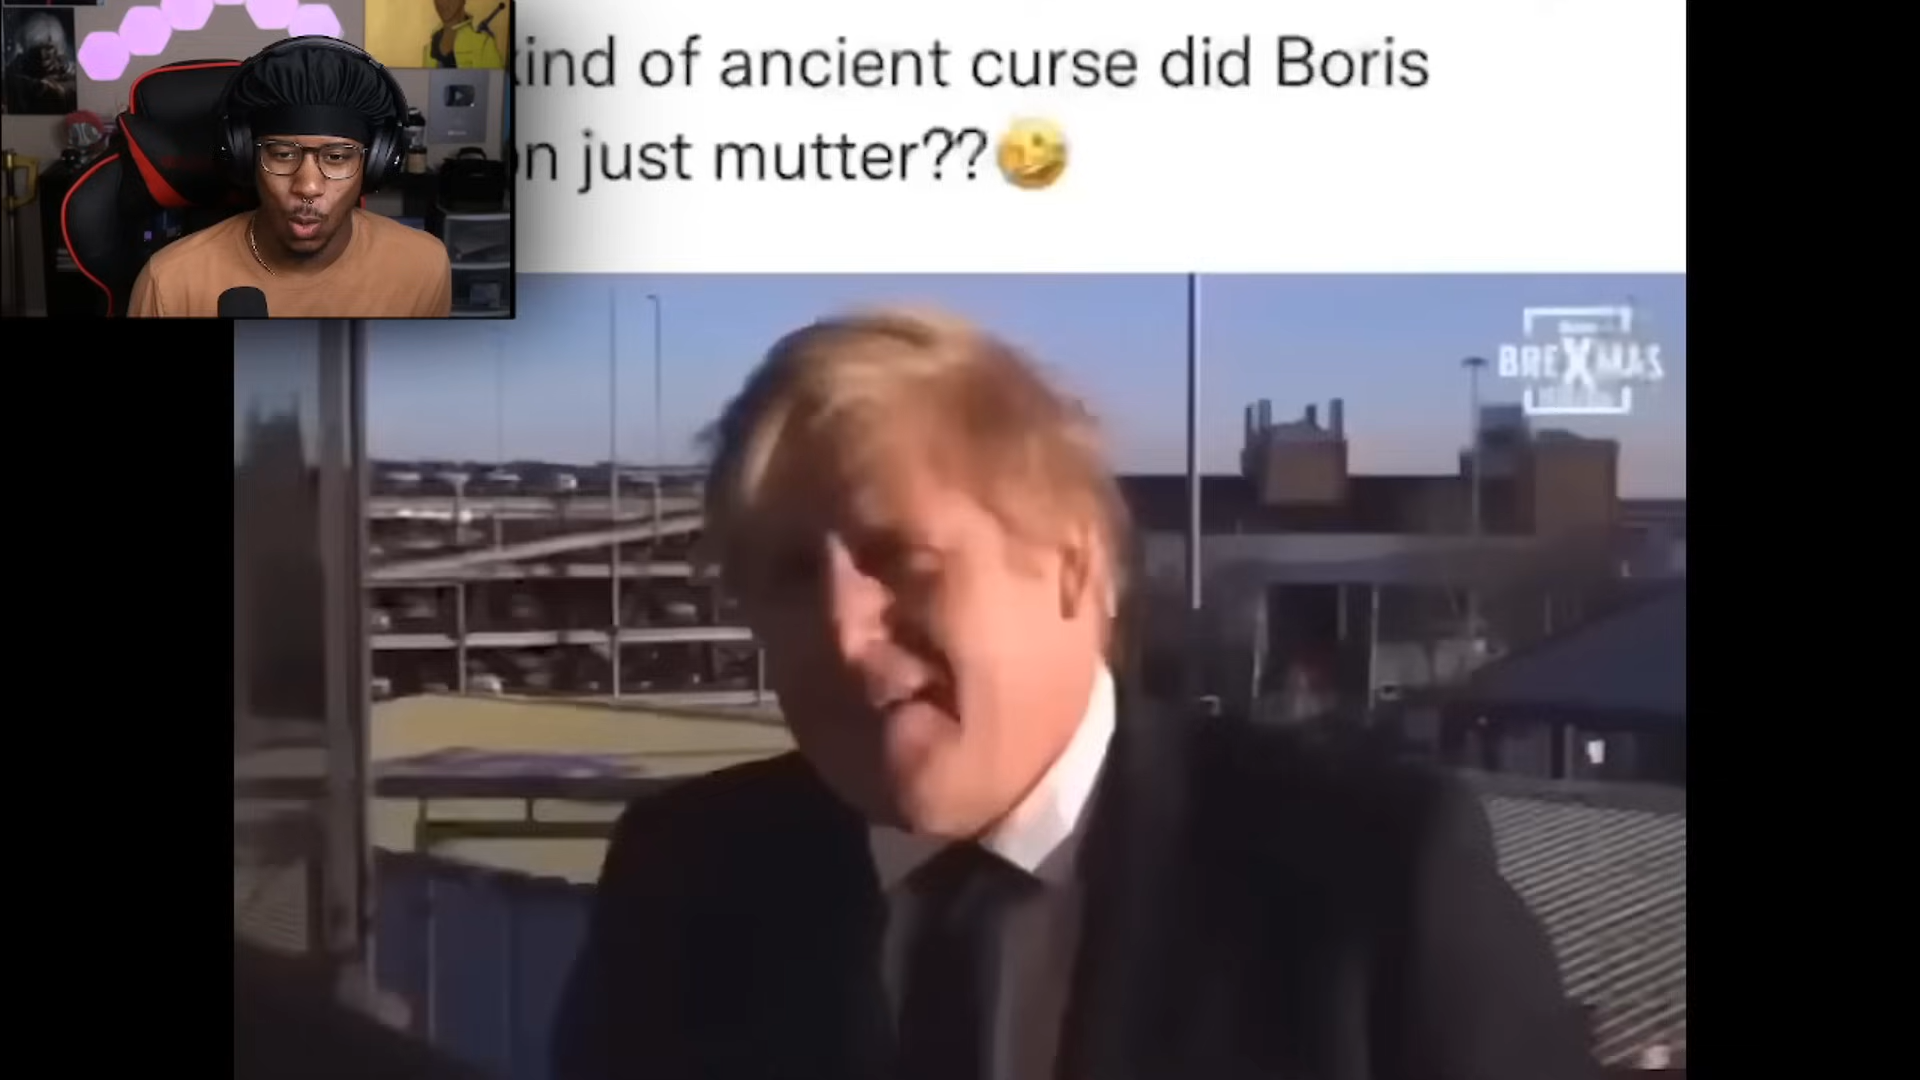 ind of ancient curse did Boris
n just mutter??🤪
BREXMAS